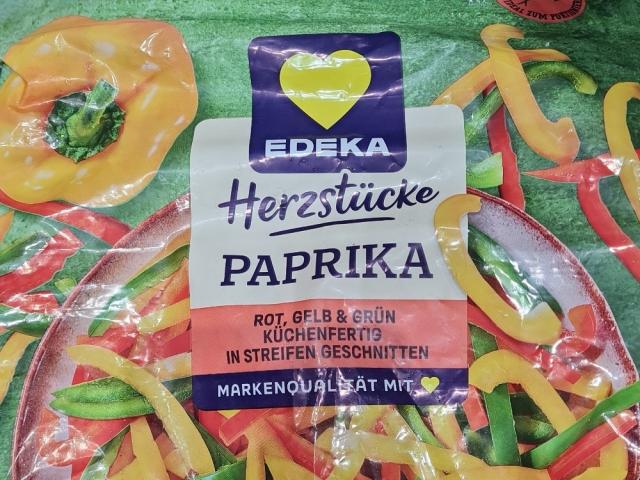 EDEKA
Herzstücke
PAPRIKA
ROT, GELB & GRÜN
KÜCHENFERTIG
IN STREIFEN GESCHNITTEN
MARKENQUALITÄT MIT